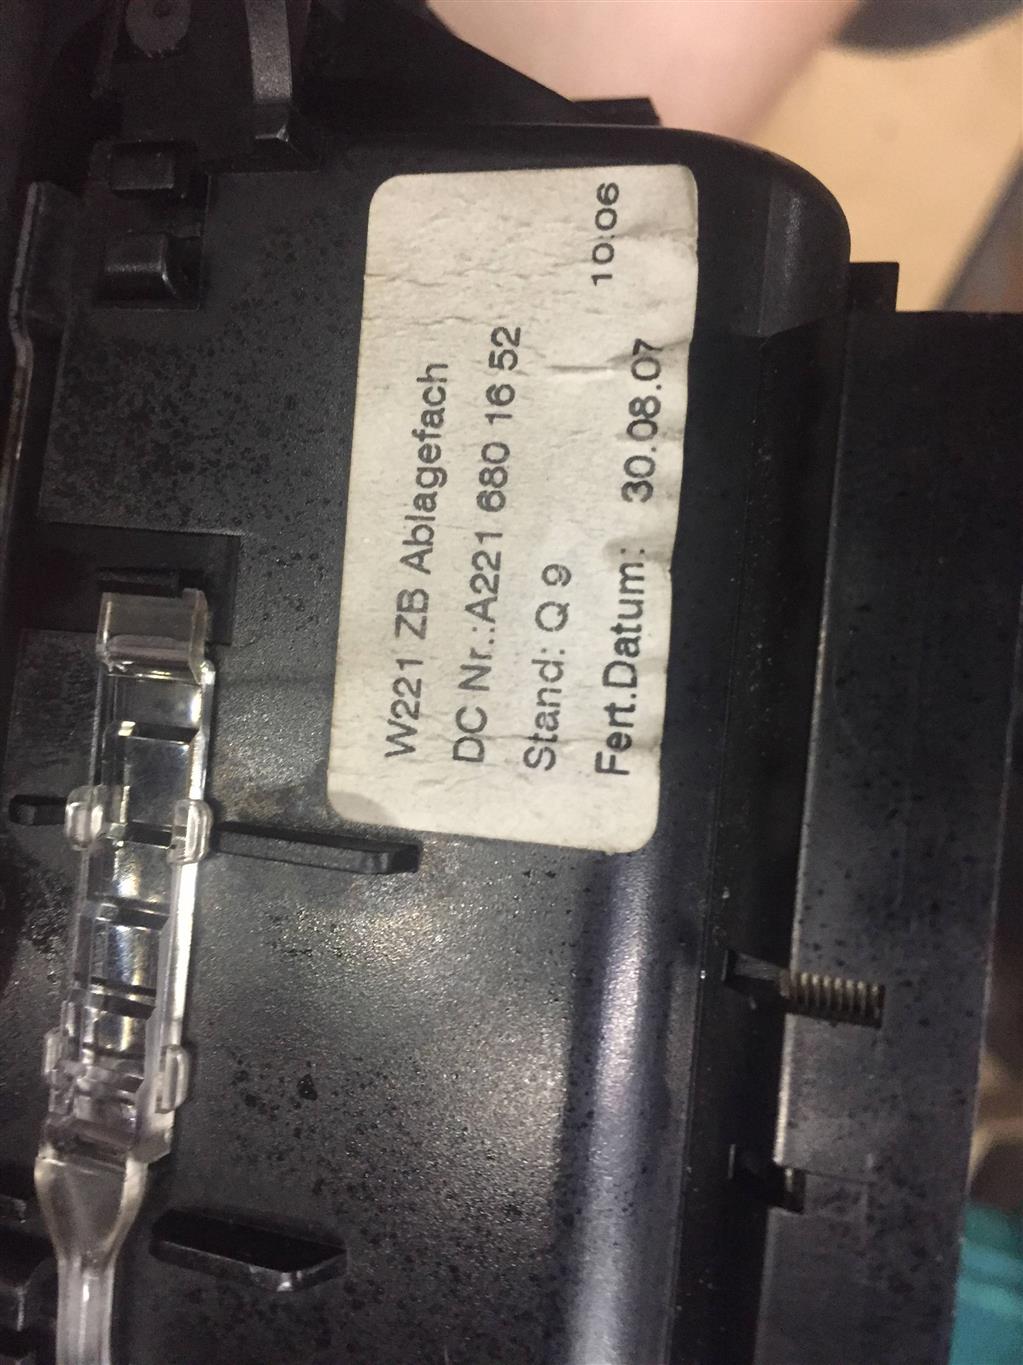 W221 ZB Ablagefach
DC Nr.:A221 680 16 52
Stand: Q 9
Fert.Datum: 30.08.07 10:06